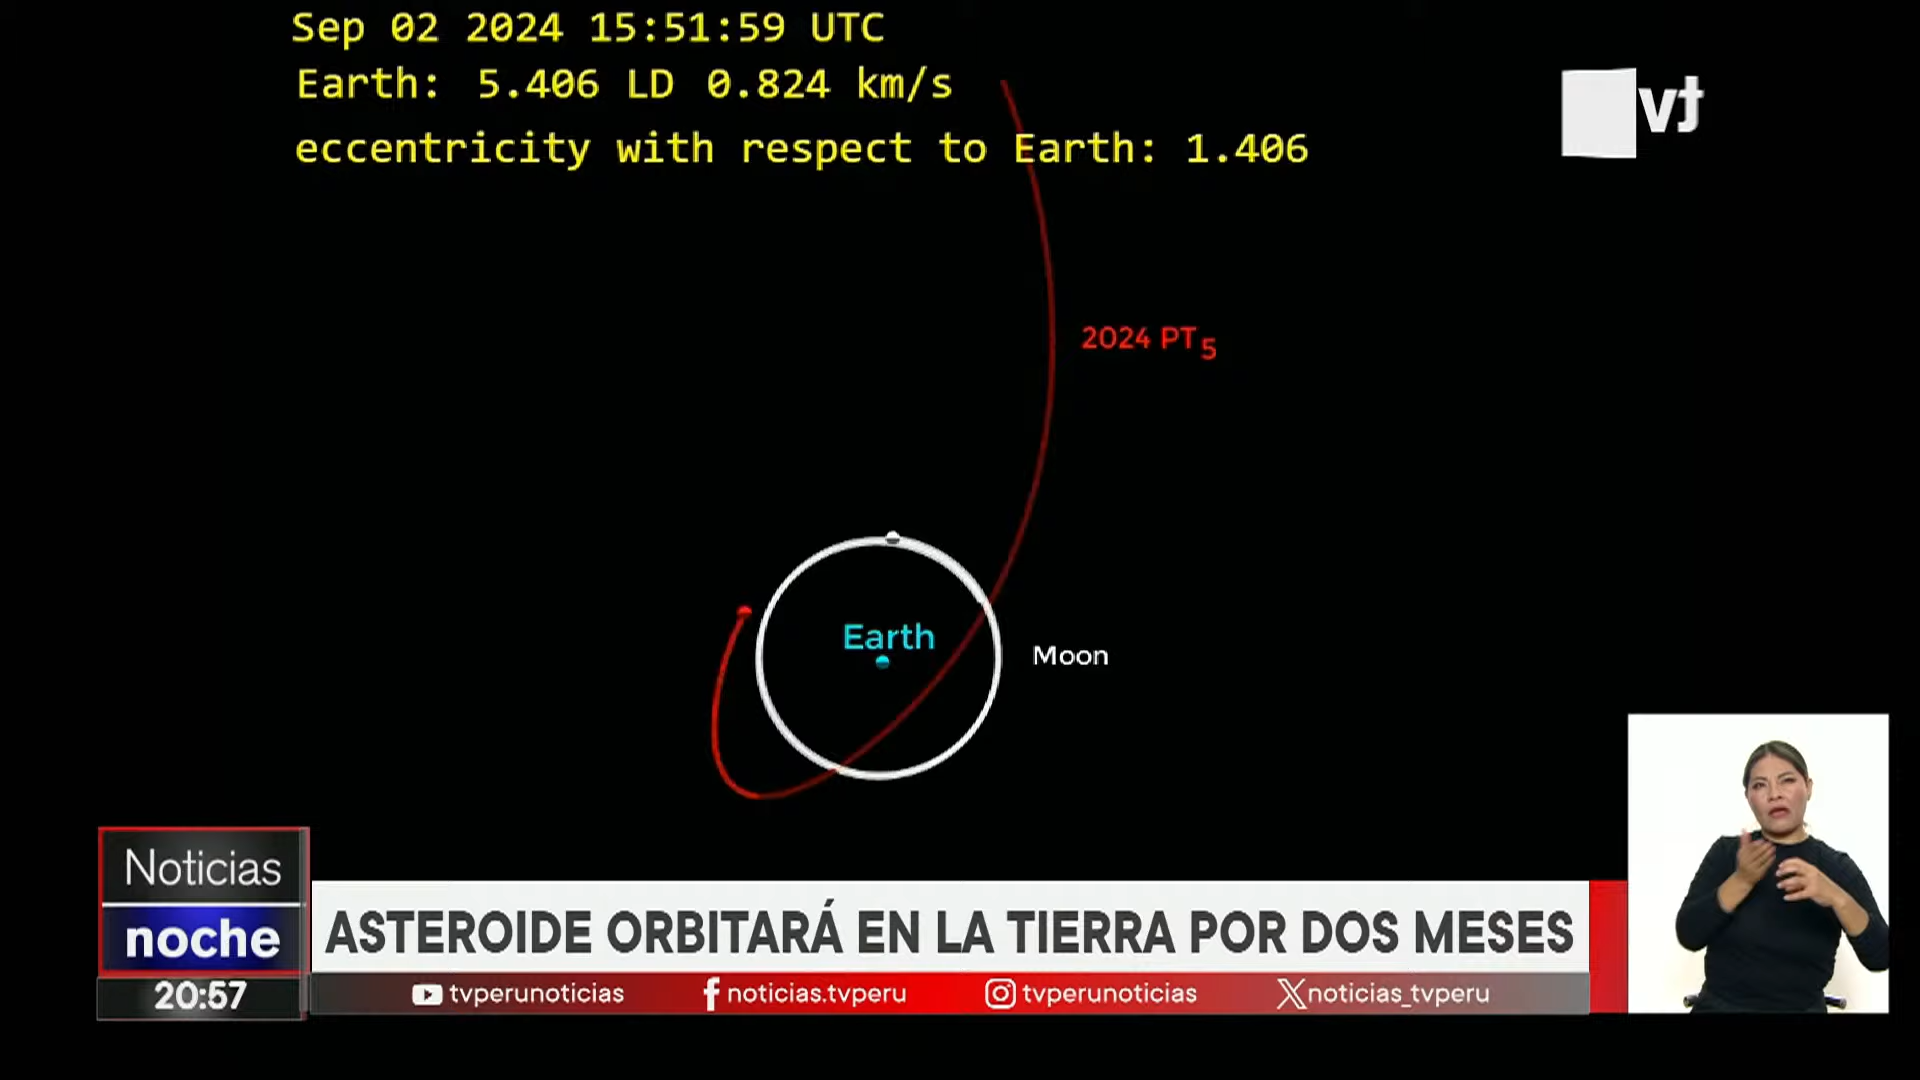 Sep 02 2024 15:51:59 UTC
Earth: 5.406 LD 0.824 km/s
eccentricity with respect to Earth: 1.406
2024 PT5
Earth
Moon
Noticias
noche
20:57
ASTEROIDE ORBITARÁ EN LA TIERRA POR DOS MESES
tvperunoticias
noticias.tvperu
tvperunoticias
noticias_tvperu